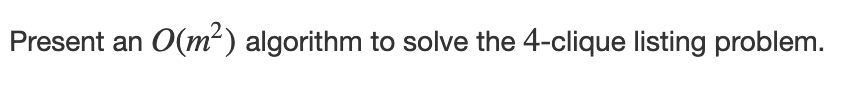 Present an O(m²) algorithm to solve the 4-clique listing problem.